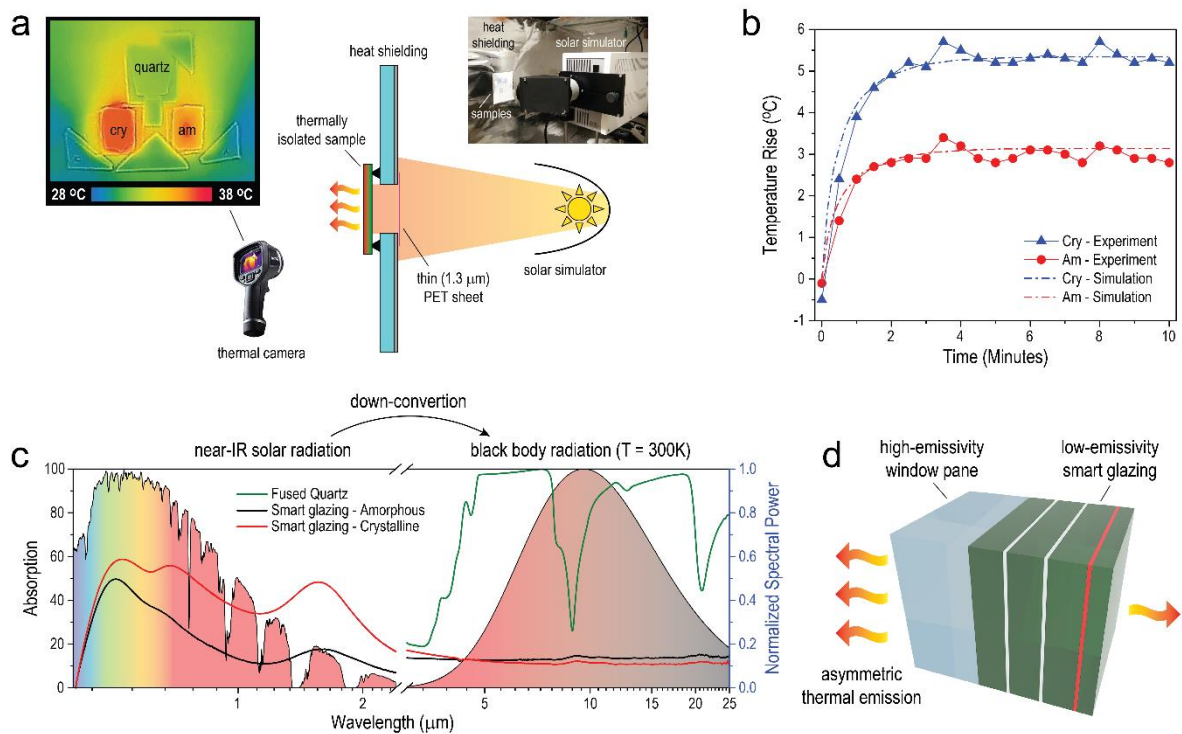 a
quartz
cry
am
28 ºC
38 ºC
thermal camera
heat shielding
thermally isolated
sample
thin (1.3 μm)
PET sheet
solar simulator
heat
shielding
solar simulator
samples
b
Temperature Rise (ºC)
6
5
4
3
2
1
0
-1
Cry - Experiment
Am - Experiment
Cry - Simulation
Am - Simulation
0
2
4
6
8
10
Time (Minutes)
down-conversion
c
near-IR solar radiation
black body radiation (T = 300K)
Absorption
100
80
60
40
20
0
Fused Quartz
Smart glazing - Amorphous
Smart glazing - Crystalline
1.0
0.8
0.6
0.4
0.2
0.0
Normalized Spectral Power
1
2
5
10
15
20
25
Wavelength (μm)
d
high-emissivity
window pane
low-emissivity
smart glazing
asymmetric
thermal emission